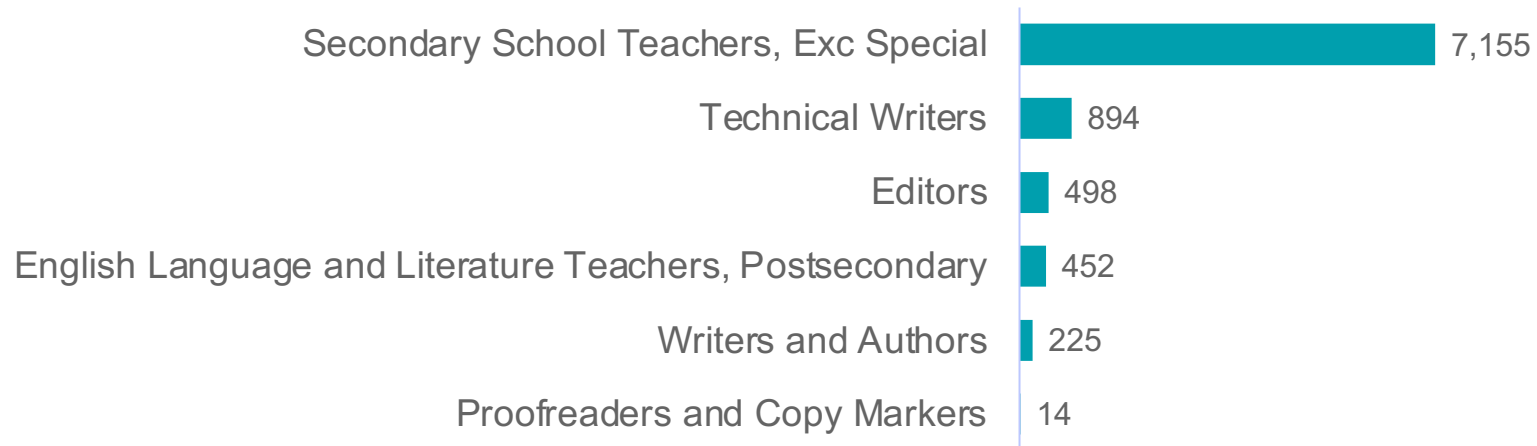 Secondary School Teachers, Exc Special 7,155
Technical Writers 894
Editors 498
English Language and Literature Teachers, Postsecondary 452
Writers and Authors 225
Proofreaders and Copy Markers 14